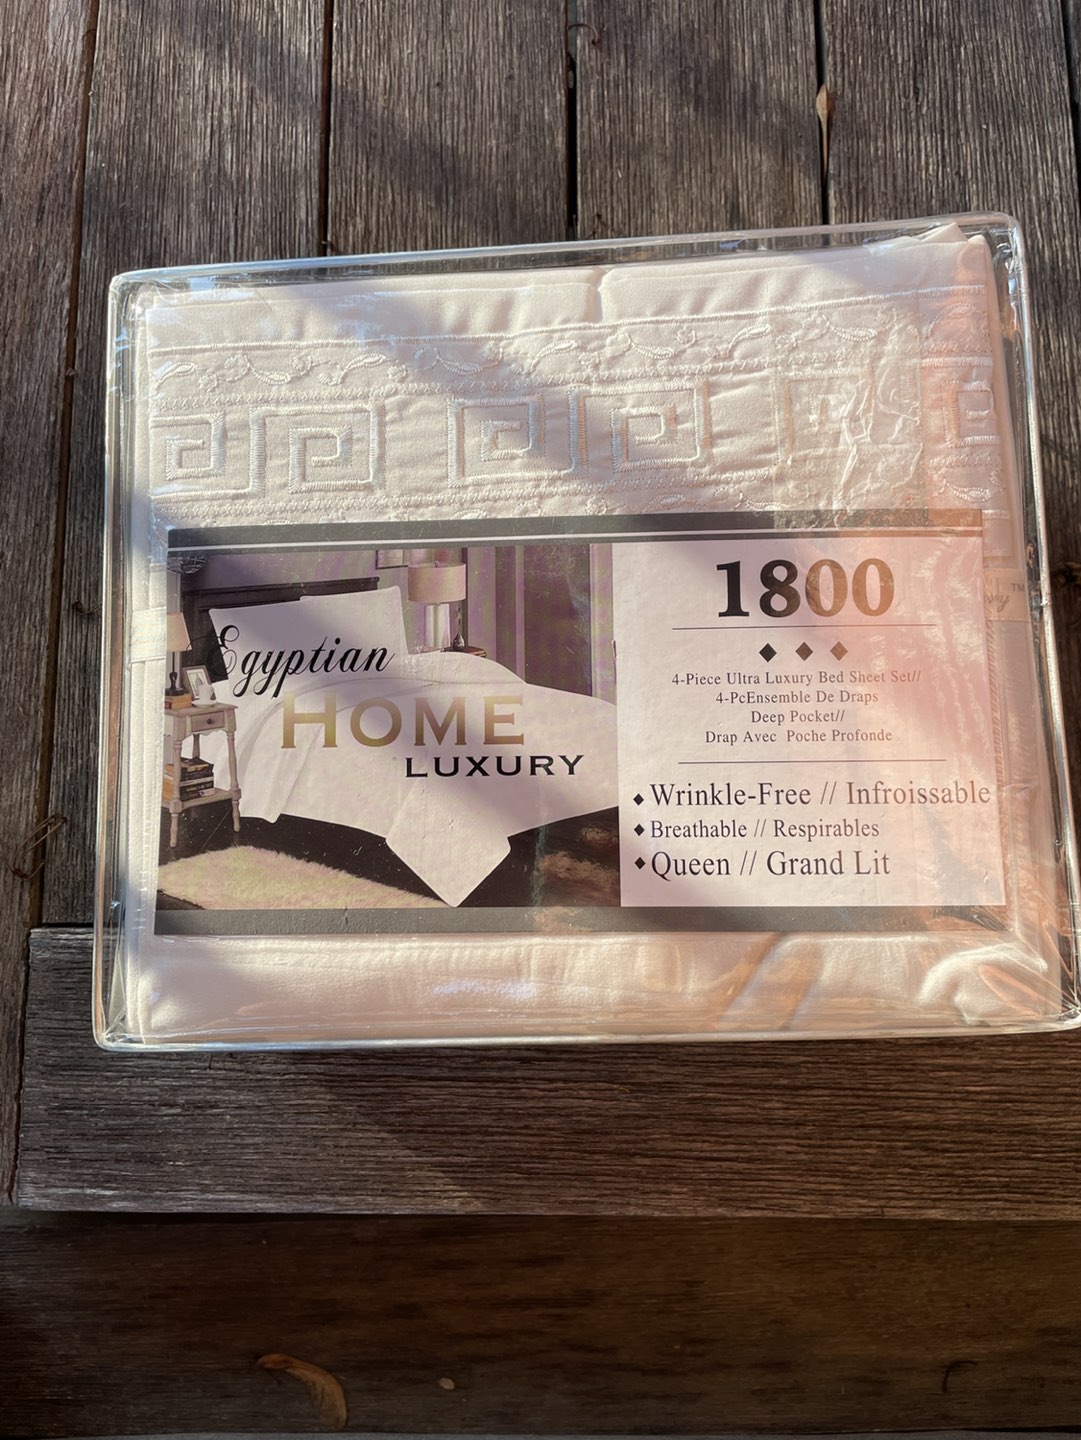 Egyptian
HOME
LUXURY
1800
4-Piece Ultra Luxury Bed Sheet Set//
4-PcEnsemble De Draps
Deep Pocket//
Drap Avec Poche Profonde
Wrinkle-Free // Infroissable
Breathable // Respirables
Queen // Grand Lit